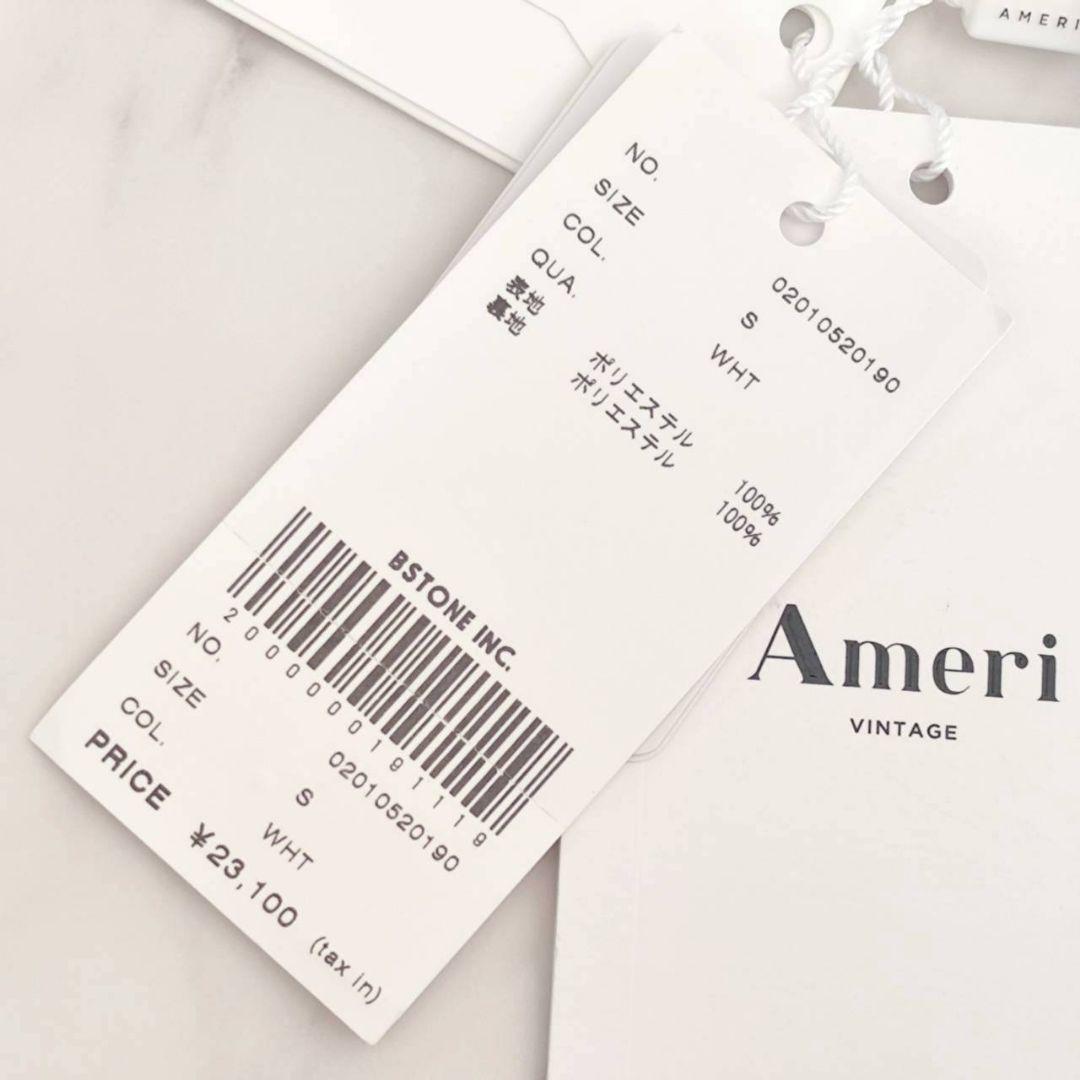 NO. 02010520190
SIZE S
COL. WHT
QUA.
表地 ポリエステル 100%
裏地 ポリエステル 100%
BSTONE INC.
2000000191119
NO. 02010520190
SIZE S
COL. WHT
PRICE ¥23,100 (tax in)
Ameri
VINTAGE
AMERI